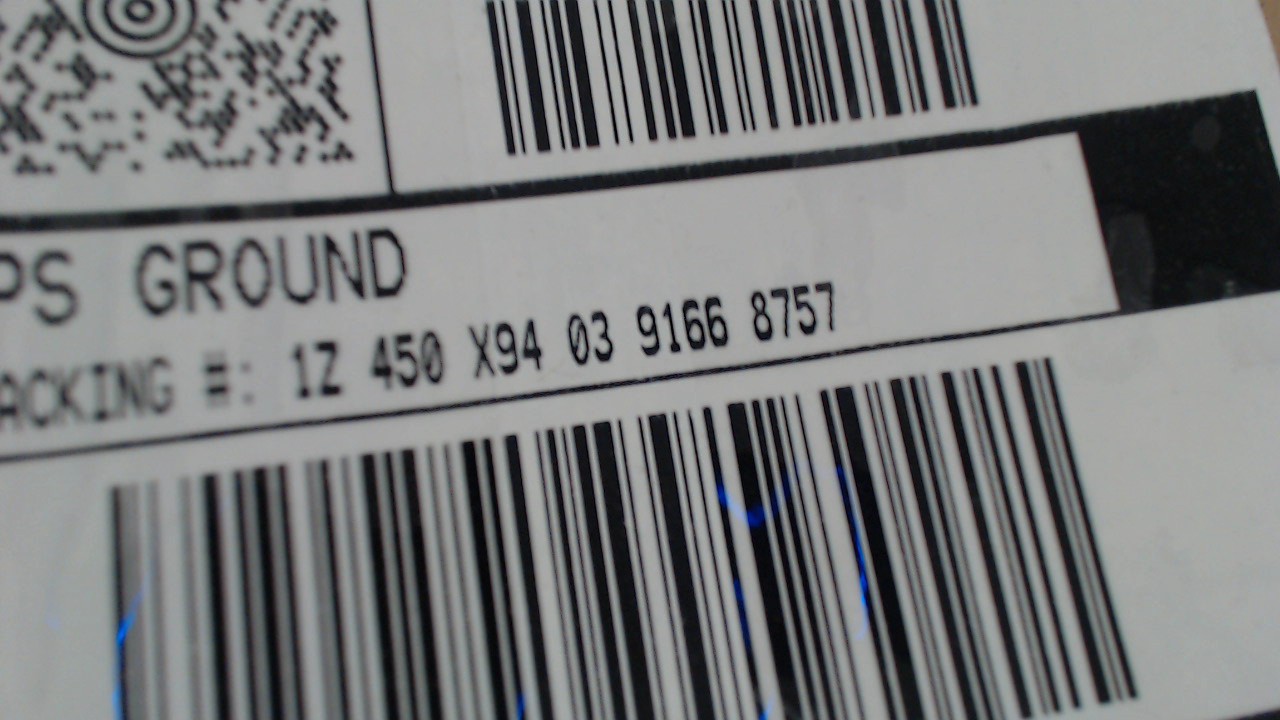 PS GROUND
ACKING #: 1Z 450 X94 03 9166 8757